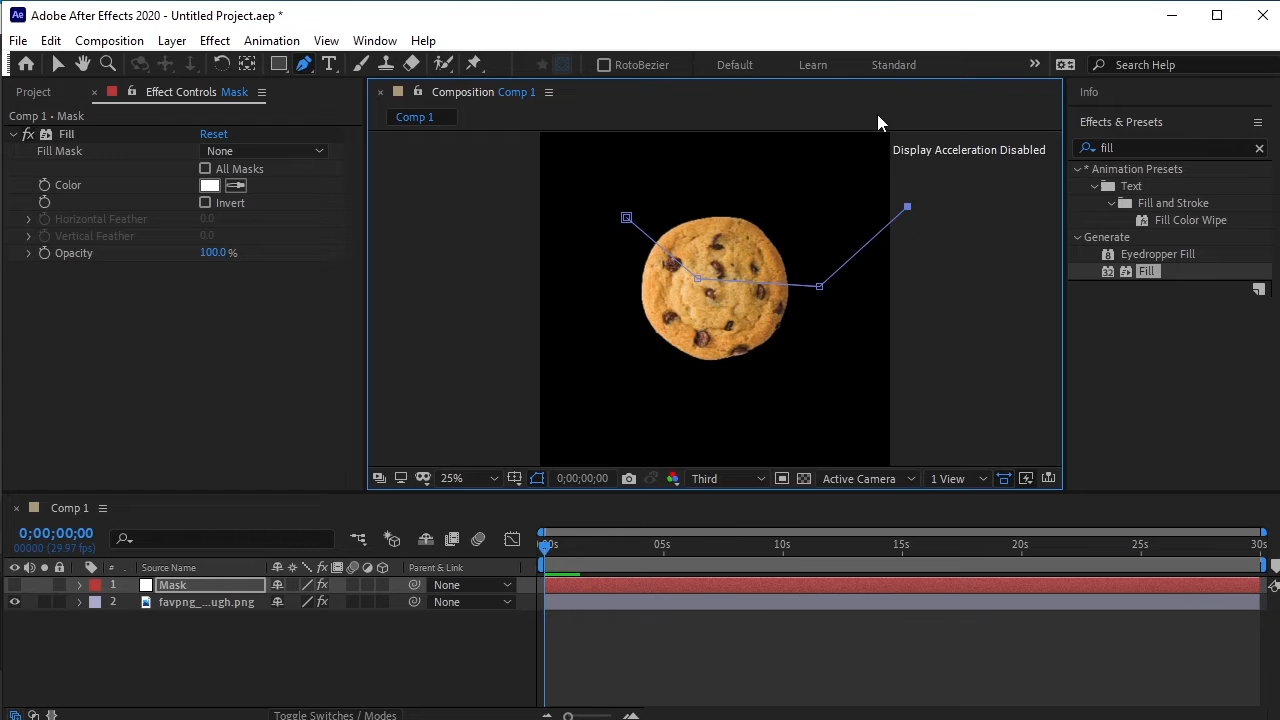 Ae Adobe After Effects 2020 - Untitled Project.aep *
File Edit Composition Layer Effect Animation View Window Help
RotoBezier Default Learn Standard Search Help
Project Effect Controls Mask Composition Comp 1 Info
Comp 1 • Mask
Comp 1
Effects & Presets
fx Fill Reset
fill
Fill Mask None
Display Acceleration Disabled
All Masks
* Animation Presets
Color
Text
Invert
Fill and Stroke
Horizontal Feather 0.0
Fill Color Wipe
Vertical Feather 0.0
Generate
Opacity 100.0 %
Eyedropper Fill
Fill
25% 0;00;00;00 Third Active Camera 1 View
Comp 1
0;00;00;00
00000 (29.97 fps)
:00s 05s 10s 15s 20s 25s 30s
# Source Name fx Parent & Link
1 Mask fx None
2 favpng_...ugh.png fx None
Toggle Switches / Modes